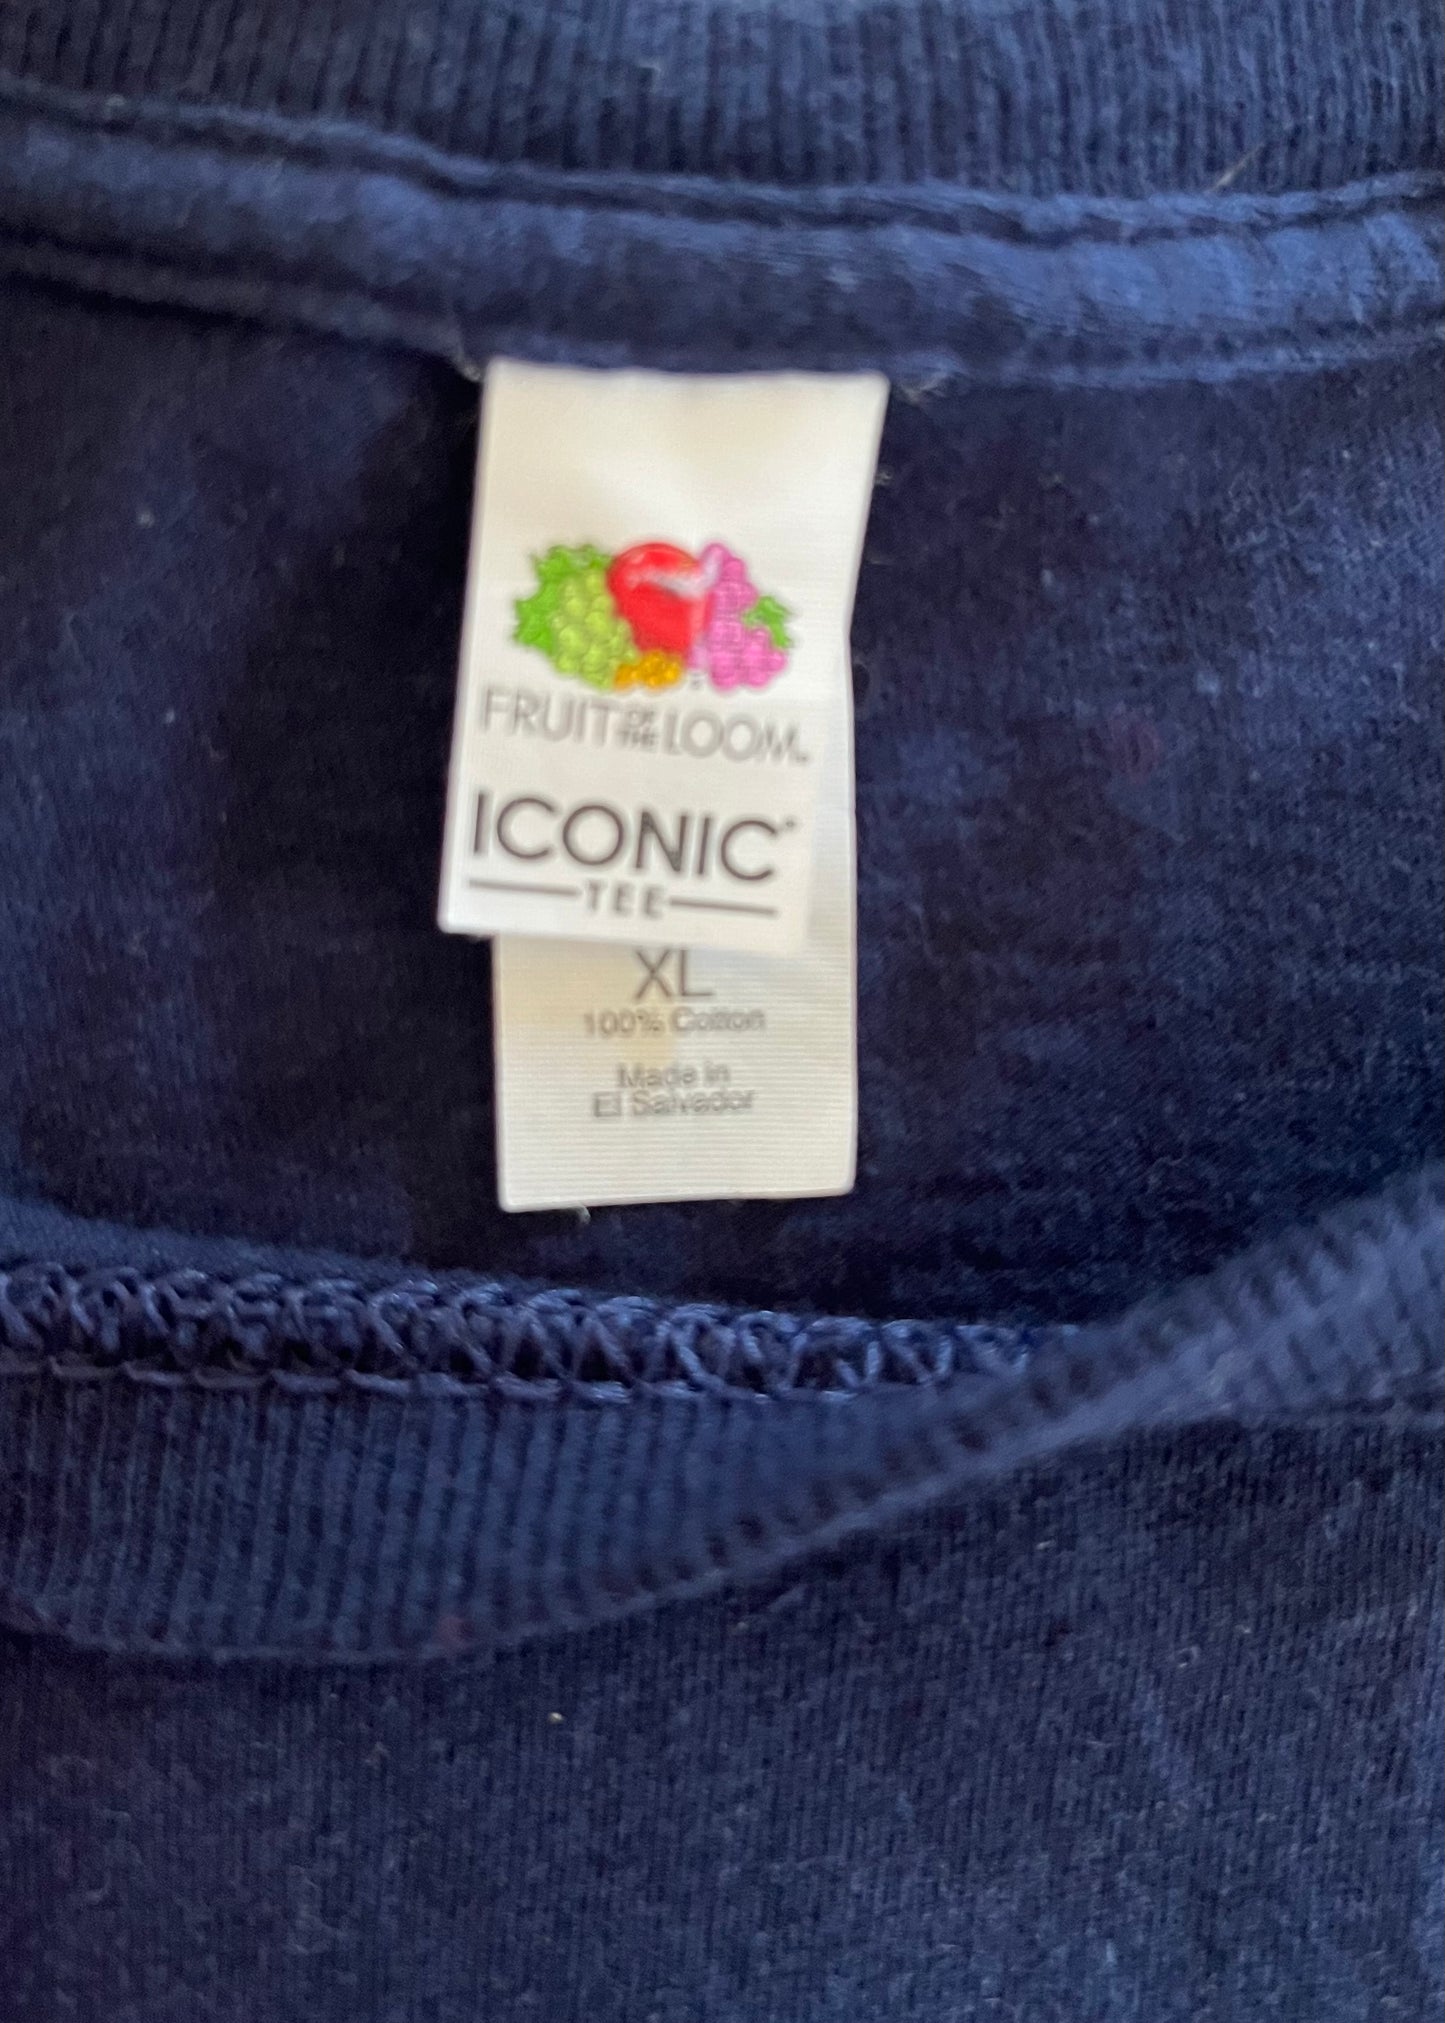 FRUIT OF THE LOOM
ICONIC
TEE
XL
100% Cotton
Made in
El Salvador